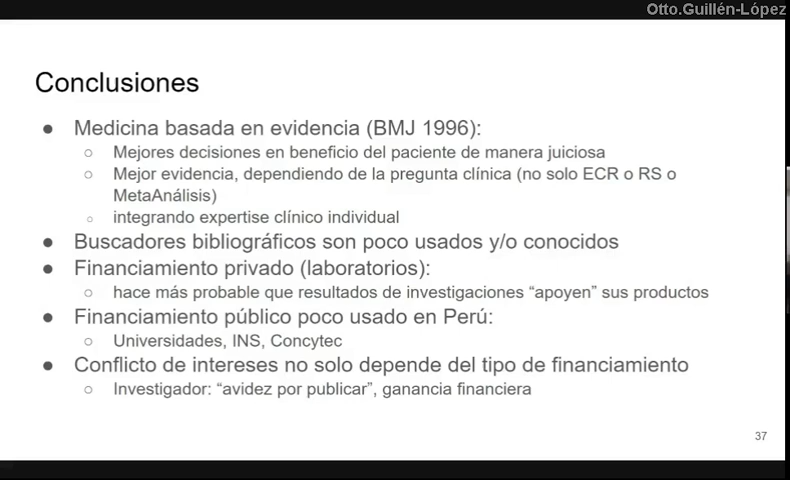 Otto.Guillén-López
Conclusiones
● Medicina basada en evidencia (BMJ 1996):
○ Mejores decisiones en beneficio del paciente de manera juiciosa
○ Mejor evidencia, dependiendo de la pregunta clínica (no solo ECR o RS o
MetaAnálisis)
○ integrando expertise clínico individual
● Buscadores bibliográficos son poco usados y/o conocidos
● Financiamiento privado (laboratorios):
○ hace más probable que resultados de investigaciones “apoyen” sus productos
● Financiamiento público poco usado en Perú:
○ Universidades, INS, Concytec
● Conflicto de intereses no solo depende del tipo de financiamiento
○ Investigador: “avidez por publicar”, ganancia financiera
37